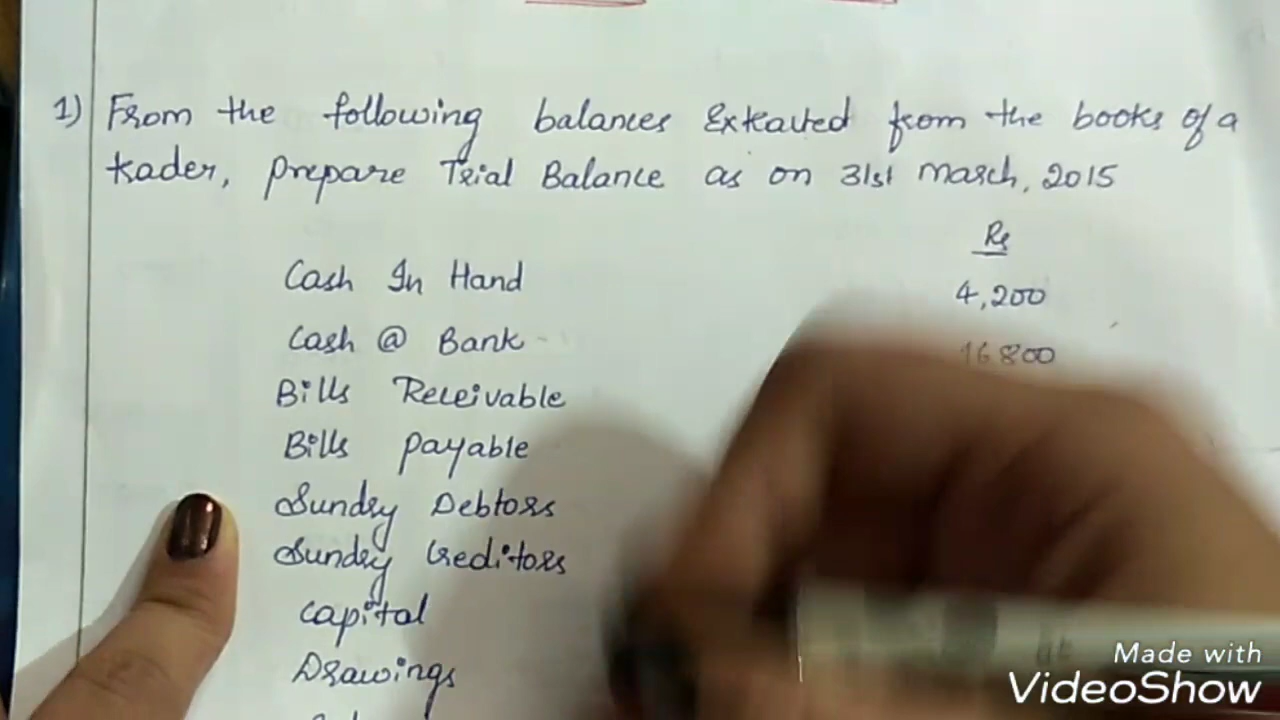 1) From the following balances Extracted from the books of a
trader, prepare Trial Balance as on 31st March, 2015
Rs
Cash In Hand 4,200
Cash @ Bank 16800
Bills Receivable
Bills Payable
Sundry Debtors
Sundry Creditors
Capital
Drawings
Made with
VideoShow